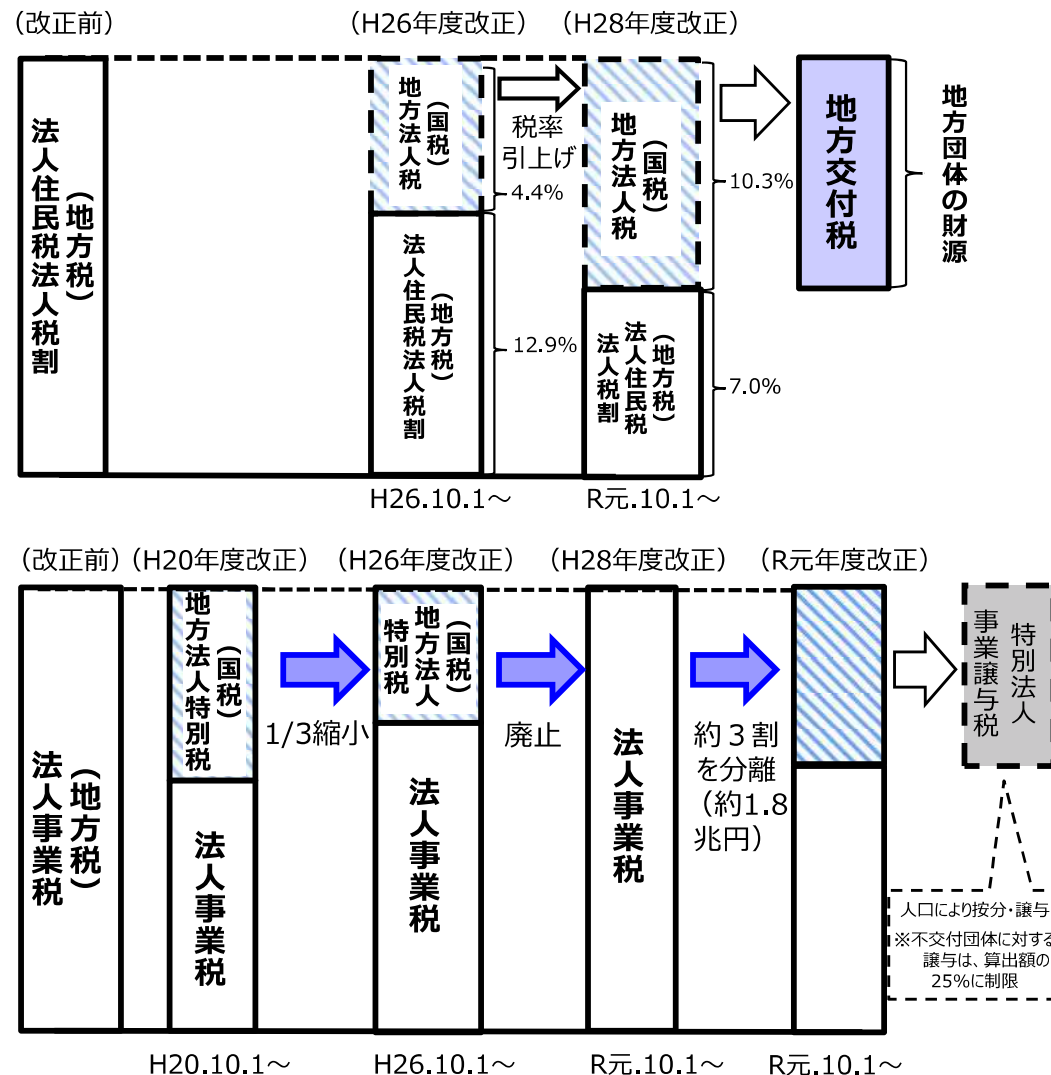 （改正前）
（H26年度改正）
（H28年度改正）
法人住民税法人税割
（地方税）
地方法人税
（国税）
税率
引上げ
4.4%
法人住民税法人税割
（地方税）
12.9%
地方法人税
（国税）
10.3%
法人税割
法人住民税
（地方税）
7.0%
地方交付税
地方団体の財源
H26.10.1～
R元.10.1～
（改正前）
（H20年度改正）
（H26年度改正）
（H28年度改正）
（R元年度改正）
法人事業税
（地方税）
地方法人特別税
（国税）
法人事業税
1/3縮小
（国税）
地方法人
特別税
法人事業税
廃止
法人事業税
約３割
を分離
（約1.8
兆円）
特別法人
事業譲与税
人口により按分・譲与
※不交付団体に対する
譲与は、算出額の
25%に制限
H20.10.1～
H26.10.1～
R元.10.1～
R元.10.1～